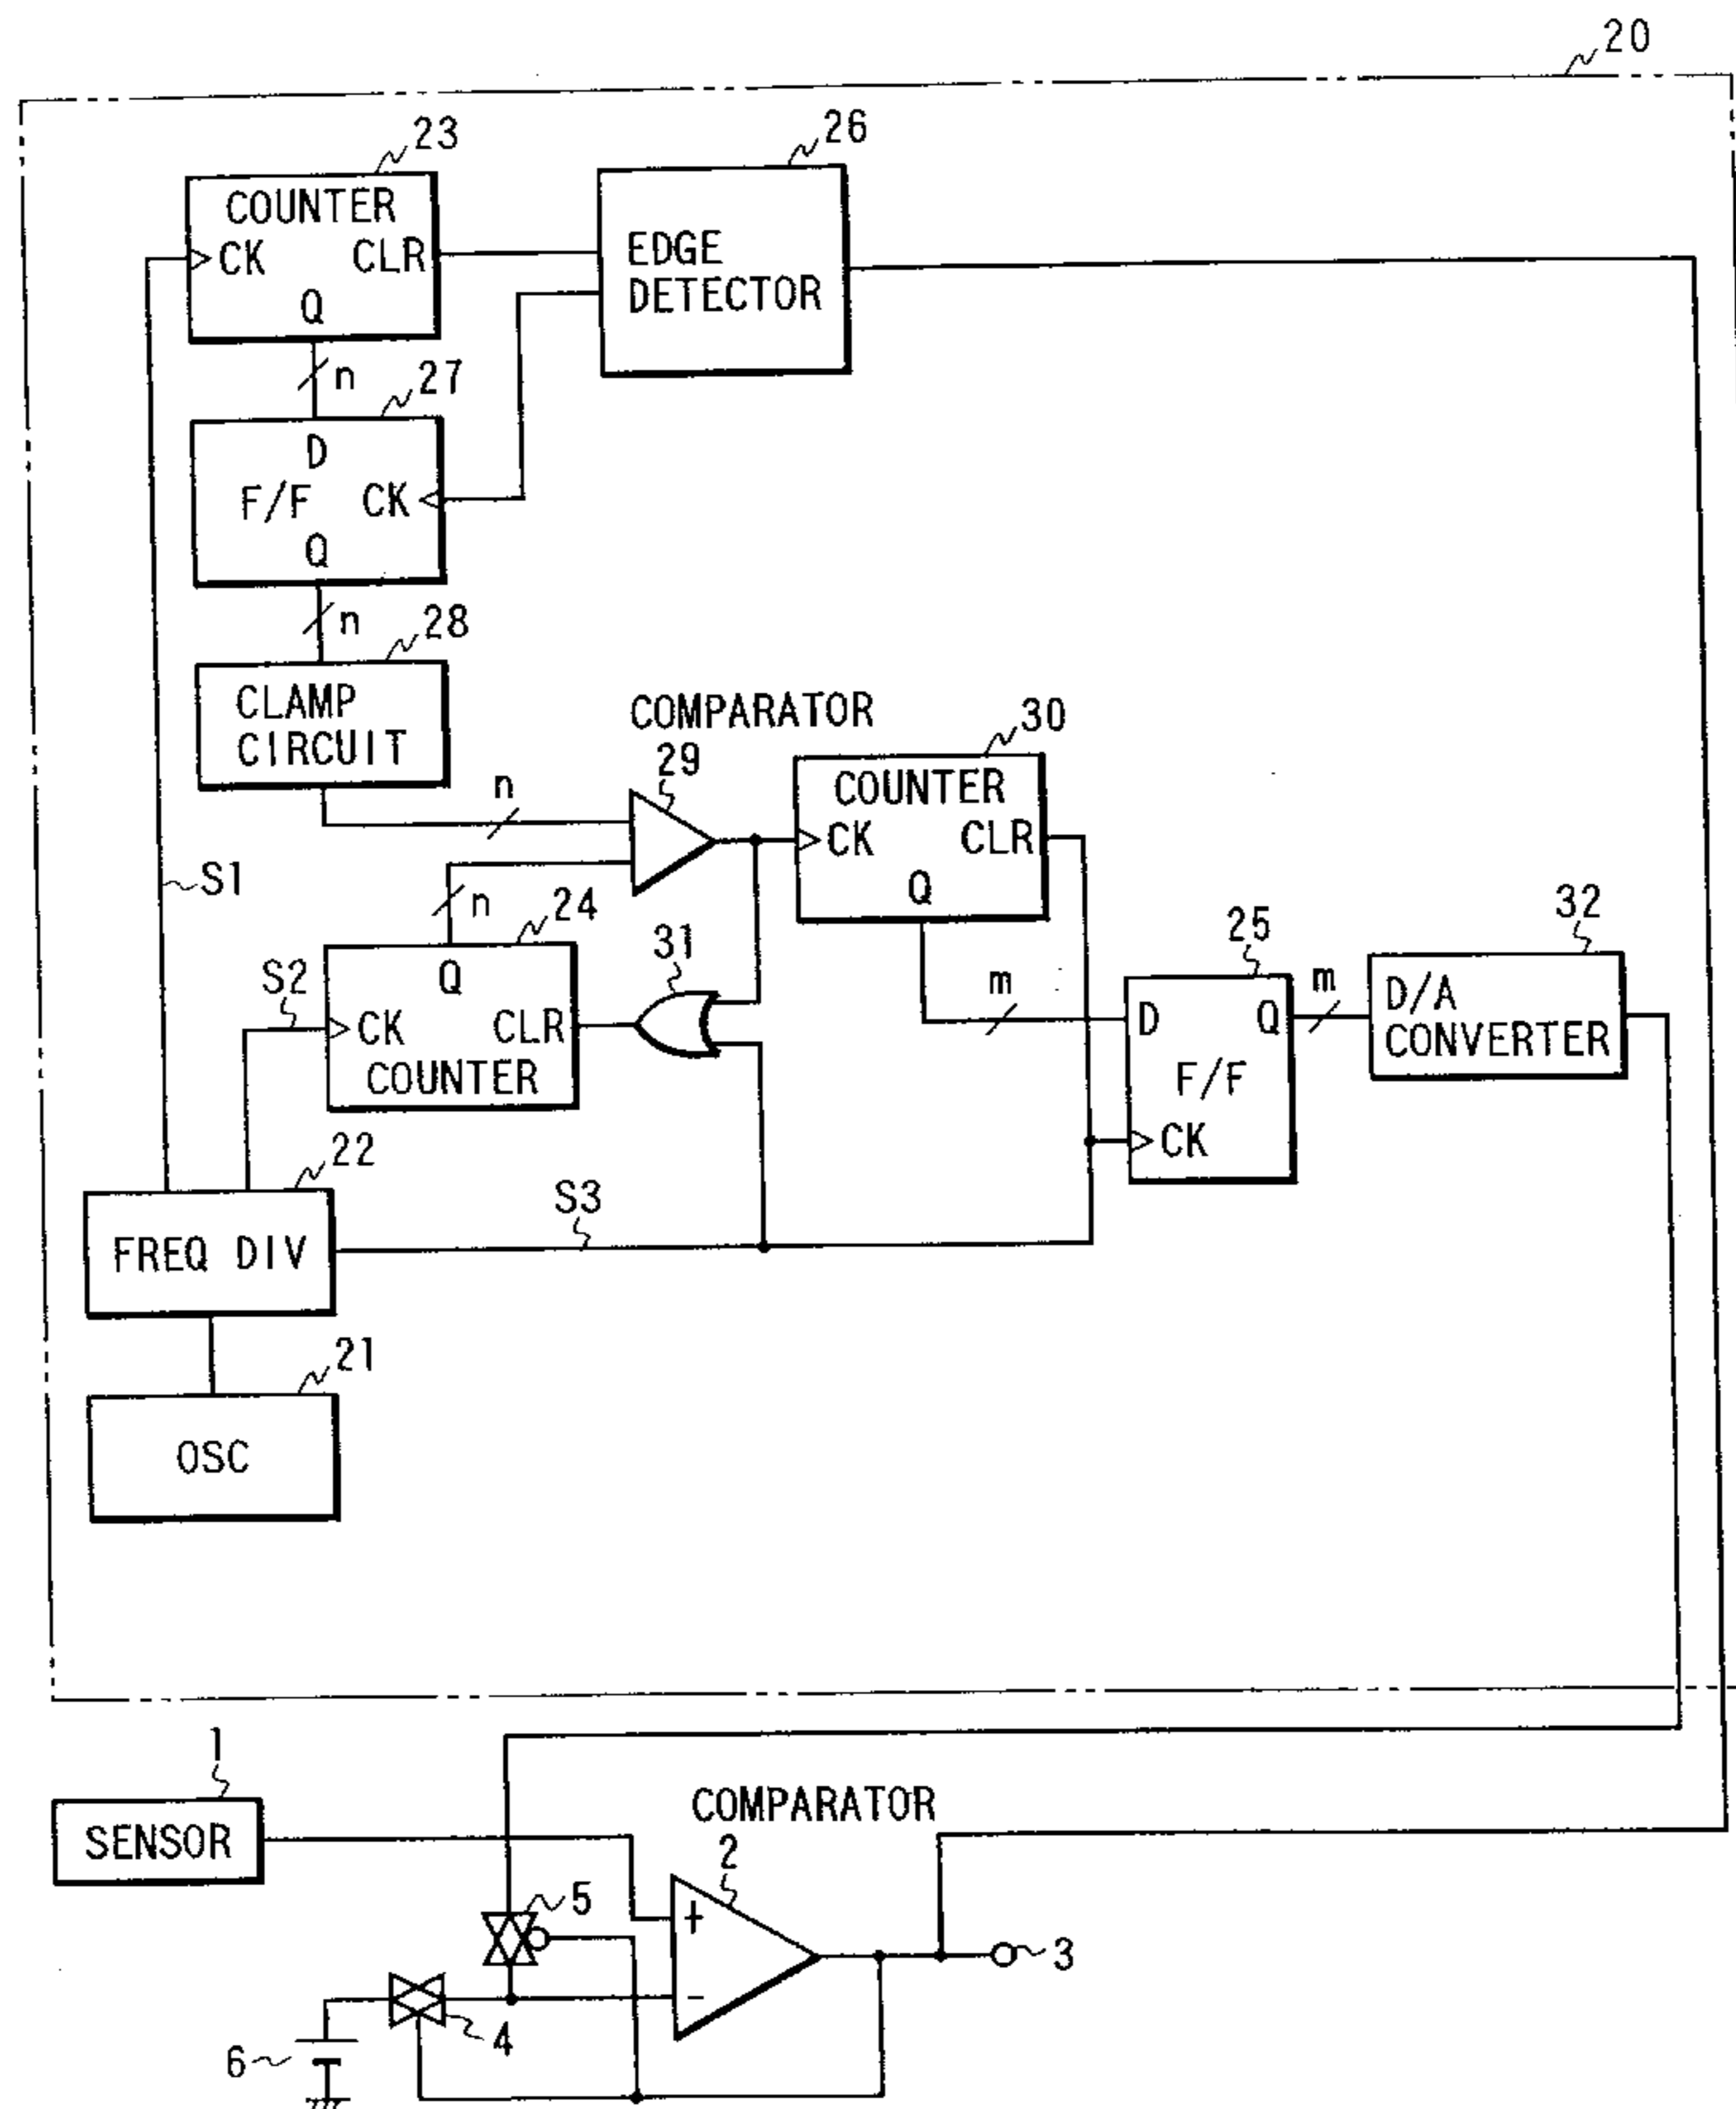 20
23
COUNTER
CK CLR
Q
26
EDGE
DETECTOR
n
27
D
F/F CK
Q
n
28
CLAMP
CIRCUIT
COMPARATOR
29
n
30
COUNTER
CK CLR
Q
S1
n
24
31
25
32
S2
Q
CK CLR
COUNTER
m
D Q
F/F
CK
m
D/A
CONVERTER
22
FREQ DIV
S3
21
OSC
1
SENSOR
COMPARATOR
2
5
+
3
-
4
6